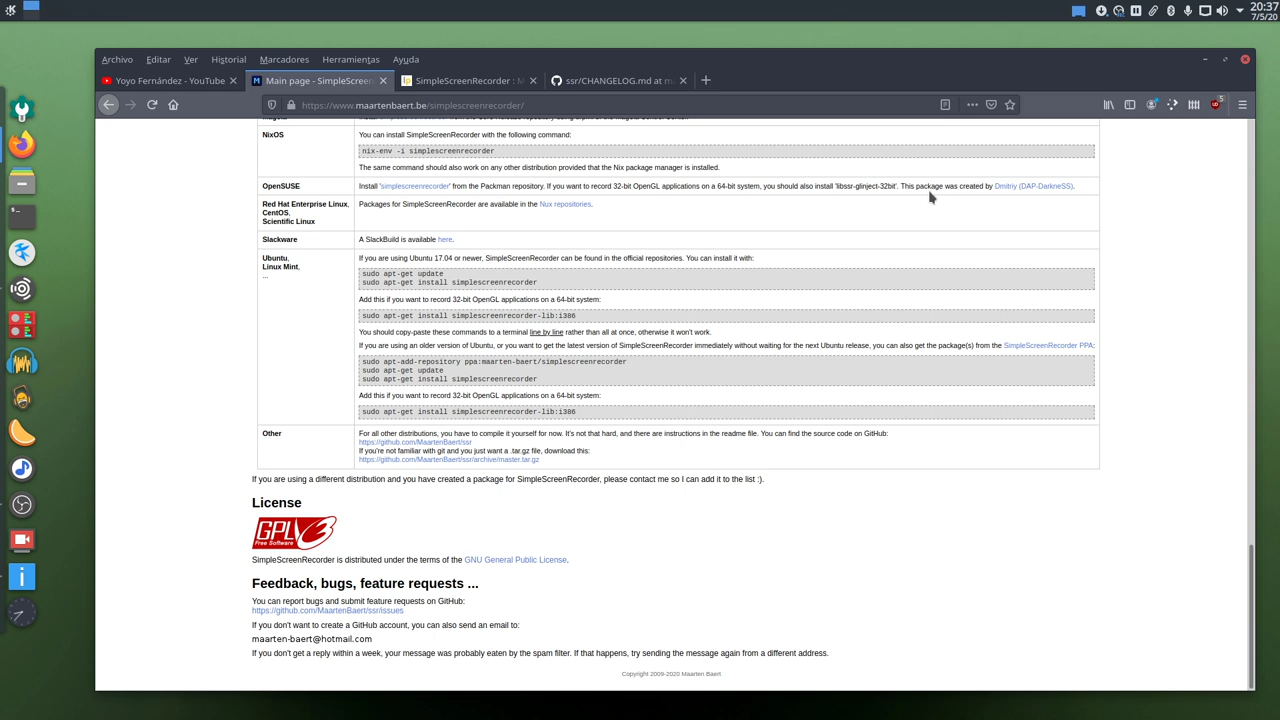 20:37
7/5/20
Archivo Editar Ver Historial Marcadores Herramientas Ayuda
Yoyo Fernández - YouTube
Main page - SimpleScreen
SimpleScreenRecorder : M
ssr/CHANGELOG.md at m
https://www.maartenbaert.be/simplescreenrecorder/
5
NixOS
You can install SimpleScreenRecorder with the following command:
nix-env -i simplescreenrecorder
The same command should also work on any other distribution provided that the Nix package manager is installed.
OpenSUSE
Install 'simplescreenrecorder' from the Packman repository. If you want to record 32-bit OpenGL applications on a 64-bit system, you should also install 'libssr-glinject-32bit'. This package was created by Dmitriy (DAP-DarkneSS).
Red Hat Enterprise Linux,
CentOS,
Scientific Linux
Packages for SimpleScreenRecorder are available in the Nux repositories.
Slackware
A SlackBuild is available here.
Ubuntu,
Linux Mint,
...
If you are using Ubuntu 17.04 or newer, SimpleScreenRecorder can be found in the official repositories. You can install it with:
sudo apt-get update
sudo apt-get install simplescreenrecorder
Add this if you want to record 32-bit OpenGL applications on a 64-bit system:
sudo apt-get install simplescreenrecorder-lib:i386
You should copy-paste these commands to a terminal line by line rather than all at once, otherwise it won't work.
If you are using an older version of Ubuntu, or you want to get the latest version of SimpleScreenRecorder immediately without waiting for the next Ubuntu release, you can also get the package(s) from the SimpleScreenRecorder PPA:
sudo apt-add-repository ppa:maarten-baert/simplescreenrecorder
sudo apt-get update
sudo apt-get install simplescreenrecorder
Add this if you want to record 32-bit OpenGL applications on a 64-bit system:
sudo apt-get install simplescreenrecorder-lib:i386
Other
For all other distributions, you have to compile it yourself for now. It's not that hard, and there are instructions in the readme file. You can find the source code on GitHub:
https://github.com/MaartenBaert/ssr
If you're not familiar with git and you just want a .tar.gz file, download this:
https://github.com/MaartenBaert/ssr/archive/master.tar.gz
If you are using a different distribution and you have created a package for SimpleScreenRecorder, please contact me so I can add it to the list :).
License
GPL v3
Free Software
SimpleScreenRecorder is distributed under the terms of the GNU General Public License.
Feedback, bugs, feature requests ...
You can report bugs and submit feature requests on GitHub:
https://github.com/MaartenBaert/ssr/issues
If you don't want to create a GitHub account, you can also send an email to:
maarten-baert@hotmail.com
If you don't get a reply within a week, your message was probably eaten by the spam filter. If that happens, try sending the message again from a different address.
Copyright 2009-2020 Maarten Baert